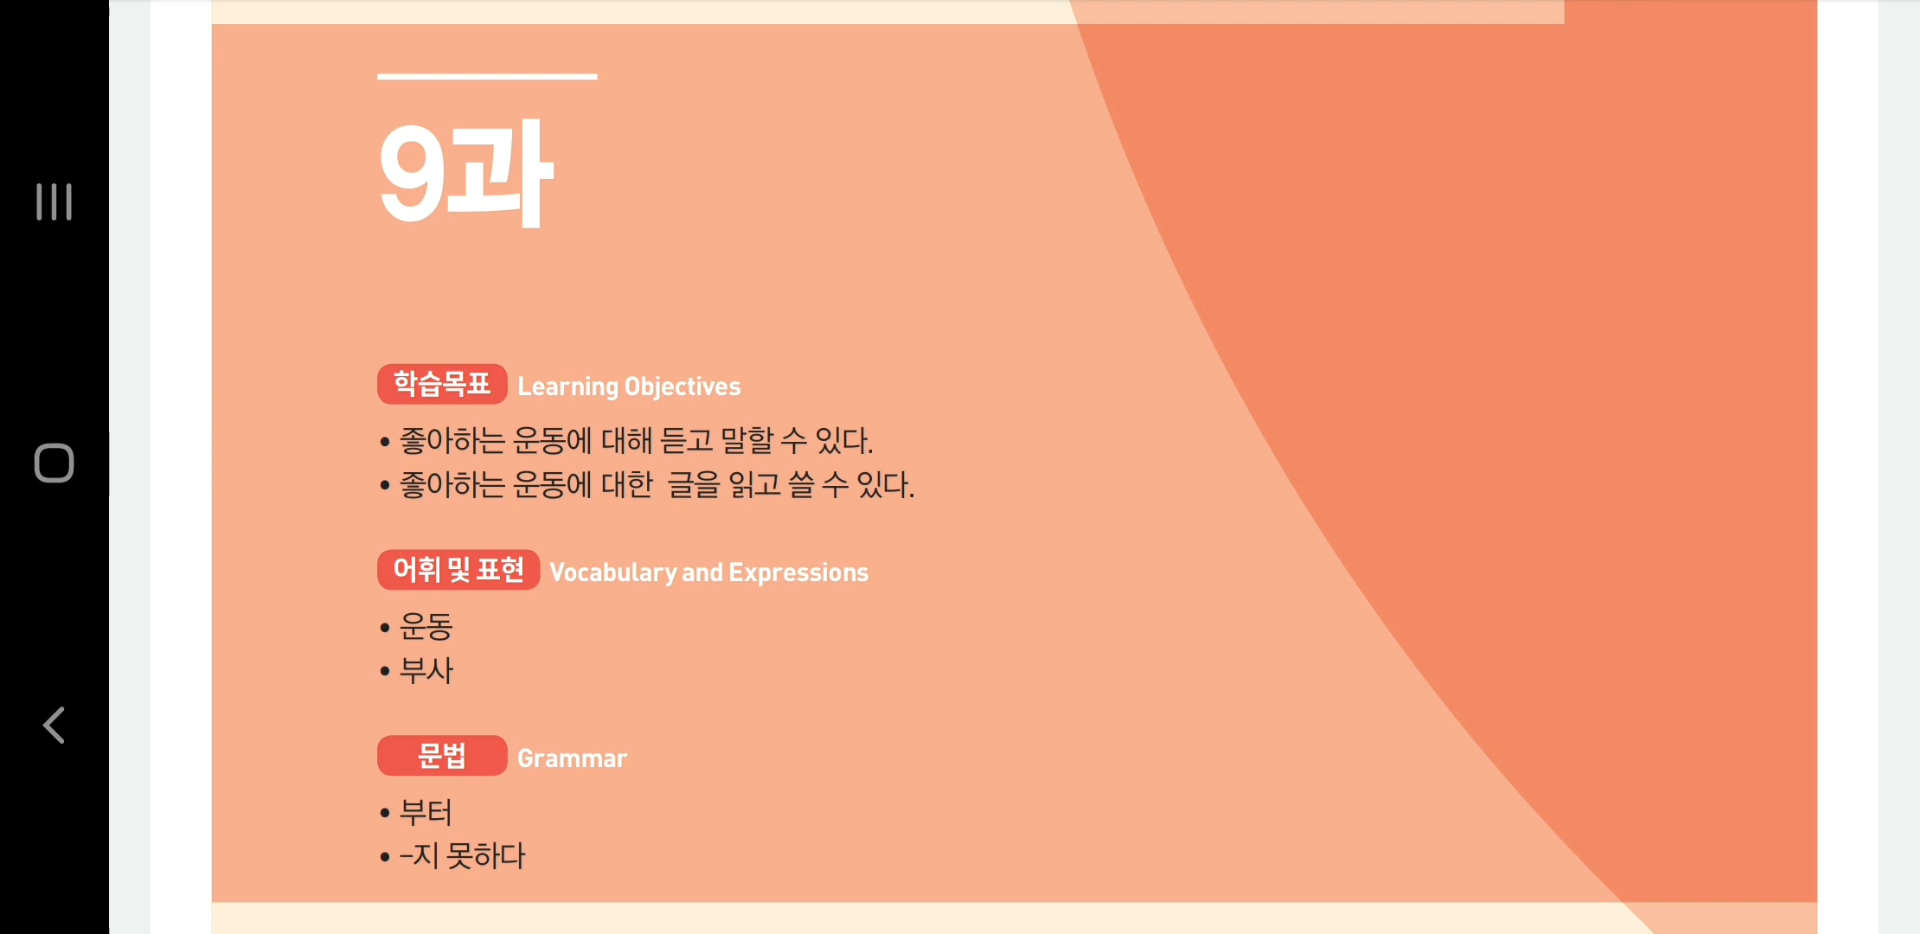 9과
학습목표 Learning Objectives
• 좋아하는 운동에 대해 듣고 말할 수 있다.
• 좋아하는 운동에 대한 글을 읽고 쓸 수 있다.
어휘 및 표현 Vocabulary and Expressions
• 운동
• 부사
문법 Grammar
• 부터
• –지 못하다